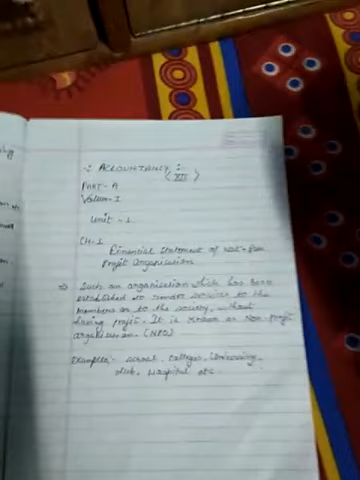 :- ACCOUNTANCY :-
(XII)
PART- A
Volum- I
Unit - 1
CH. 1
Financial Statement of Not-for
Profit Organisation
Such an organisation which has been
established to render services to the
members or to the society, without
having profit. It is known as Non-profit
organisation. (NPO)
Examples- school, colleges, University,
club, Hospital etc.